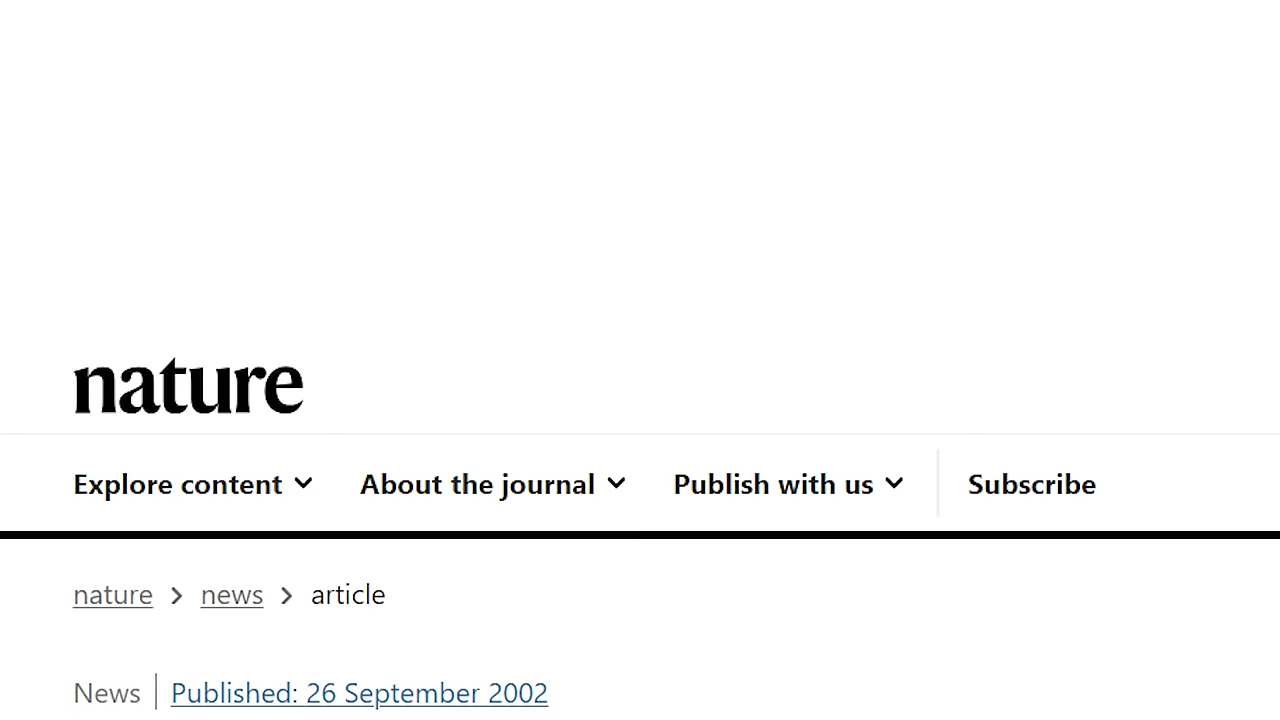 nature
Explore content About the journal Publish with us Subscribe
nature > news > article
News | Published: 26 September 2002